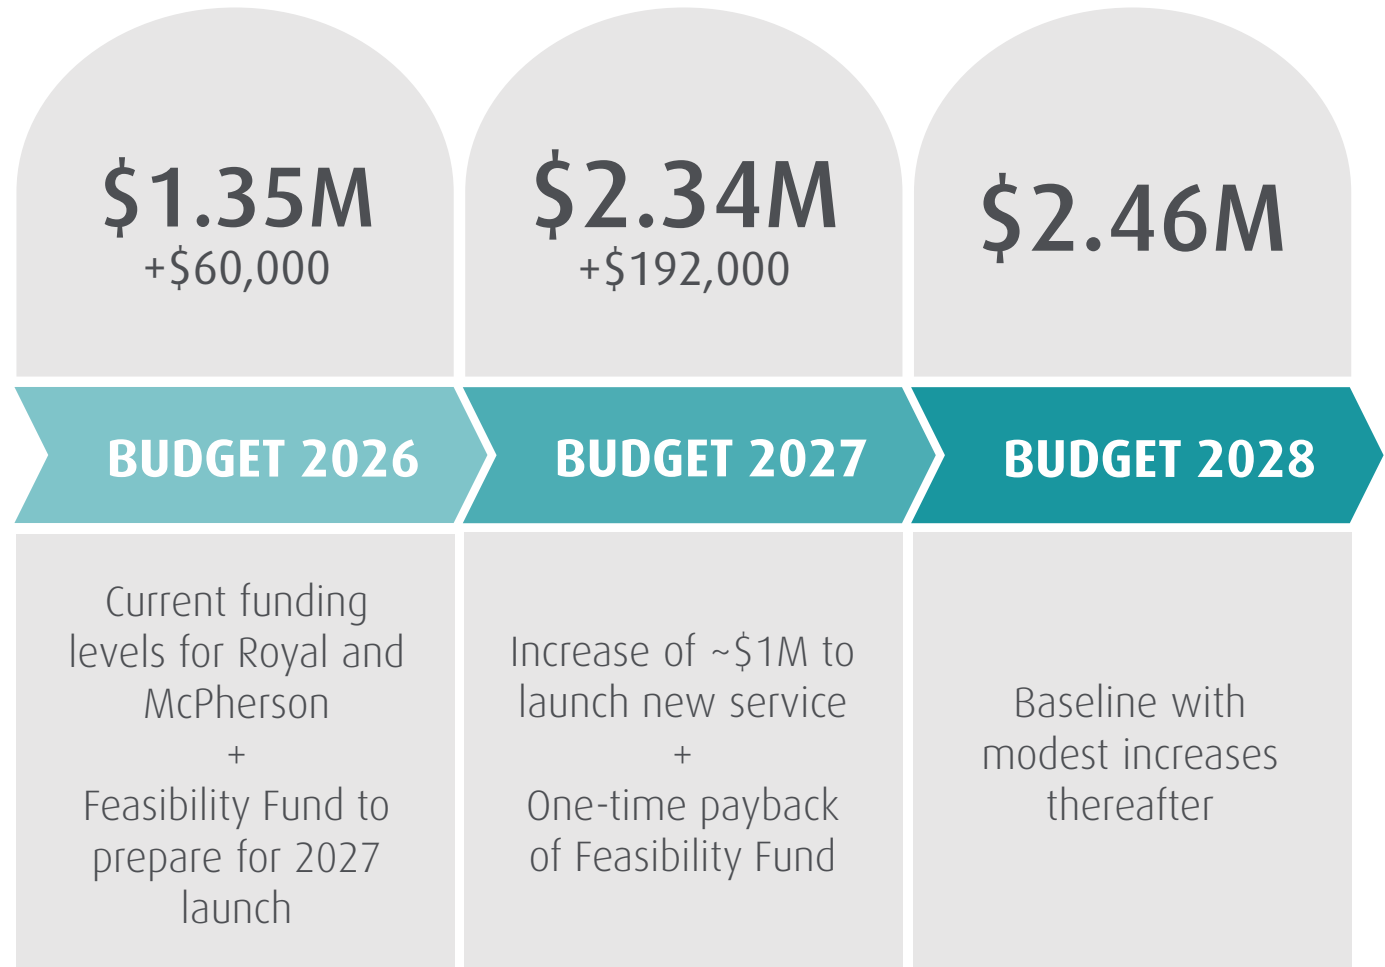 $1.35M
+$60,000
BUDGET 2026
Current funding
levels for Royal and
McPherson
+
Feasibility Fund to
prepare for 2027
launch
$2.34M
+$192,000
BUDGET 2027
Increase of ~$1M to
launch new service
+
One-time payback
of Feasibility Fund
$2.46M
BUDGET 2028
Baseline with
modest increases
thereafter